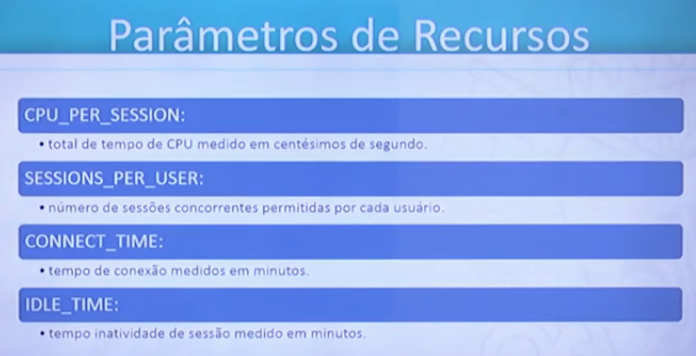 Parâmetros de Recursos
CPU_PER_SESSION:
• total de tempo de CPU medido em centésimos de segundo.
SESSIONS_PER_USER:
• número de sessões concorrentes permitidas por cada usuário.
CONNECT_TIME:
• tempo de conexão medidos em minutos.
IDLE_TIME:
• tempo inatividade de sessão medido em minutos.